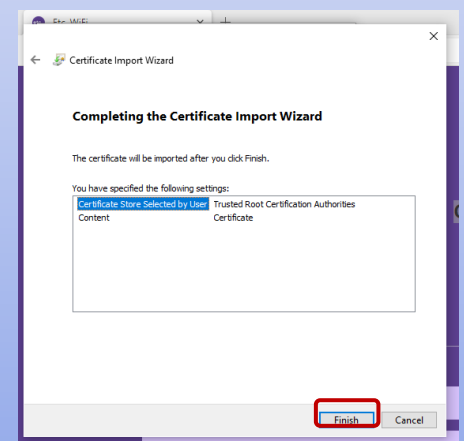 Etc WiFi
Certificate Import Wizard
Completing the Certificate Import Wizard
The certificate will be imported after you click Finish.
You have specified the following settings:
Certificate Store Selected by User Trusted Root Certification Authorities
Content Certificate
Finish Cancel